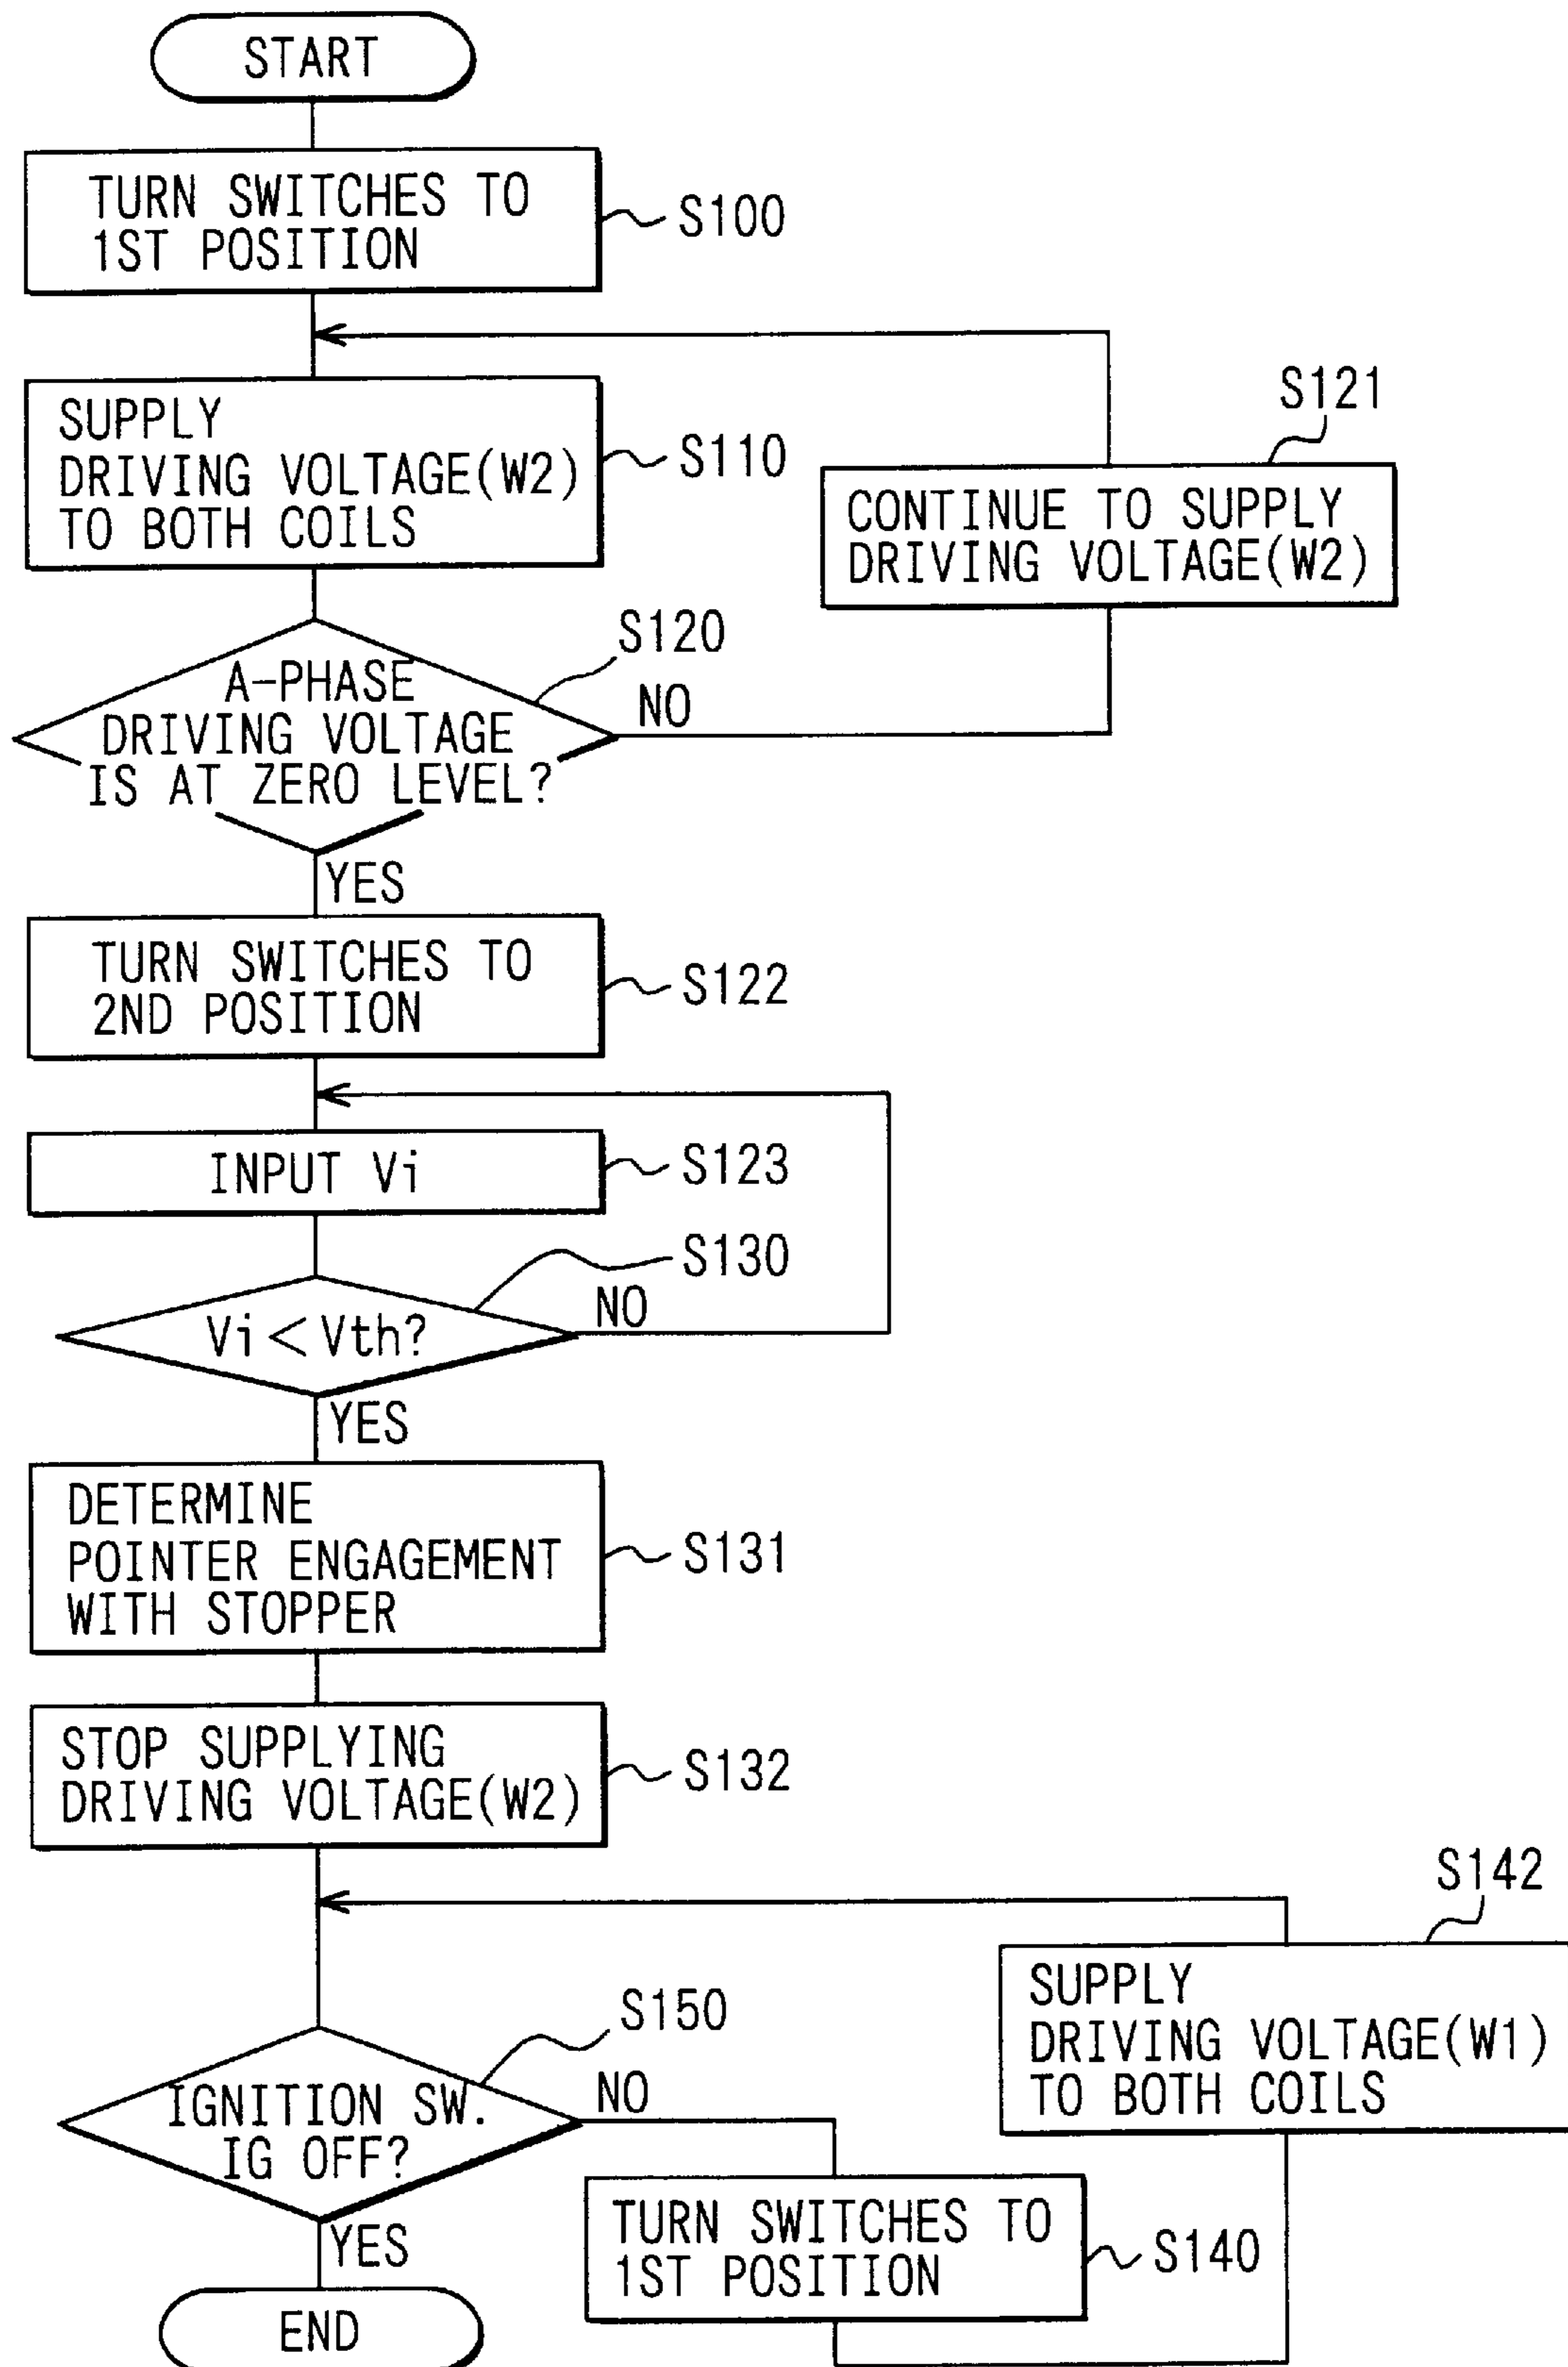 START
TURN SWITCHES TO
1ST POSITION
S100
SUPPLY
DRIVING VOLTAGE(W2)
TO BOTH COILS
S110
S121
CONTINUE TO SUPPLY
DRIVING VOLTAGE(W2)
S120
A-PHASE
DRIVING VOLTAGE
IS AT ZERO LEVEL?
NO
YES
TURN SWITCHES TO
2ND POSITION
S122
INPUT Vi
S123
S130
Vi<Vth?
NO
YES
DETERMINE
POINTER ENGAGEMENT
WITH STOPPER
S131
STOP SUPPLYING
DRIVING VOLTAGE(W2)
S132
S142
SUPPLY
DRIVING VOLTAGE(W1)
TO BOTH COILS
S150
IGNITION SW.
IG OFF?
NO
YES
TURN SWITCHES TO
1ST POSITION
S140
END